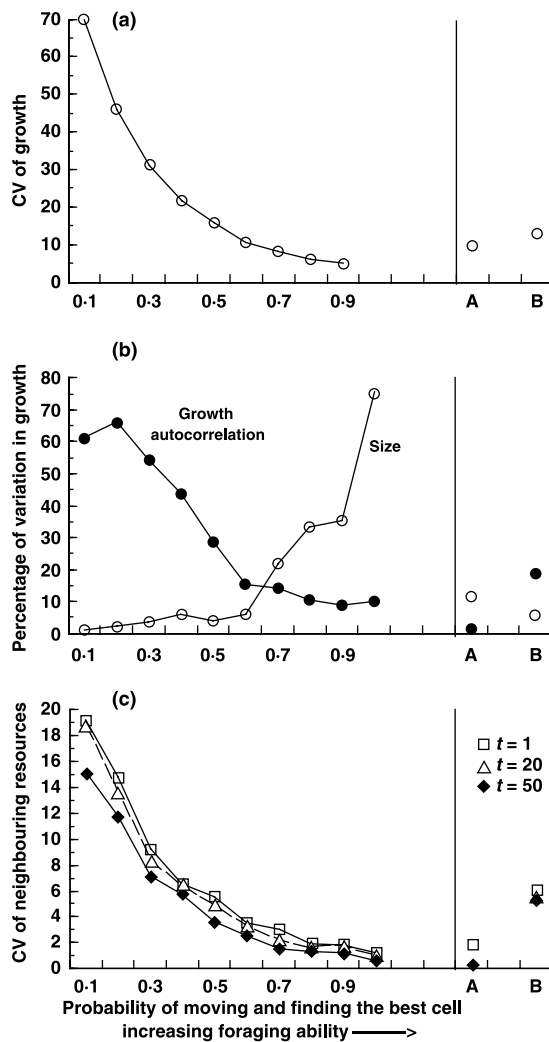 (a)
CV of growth
70
60
50
40
30
20
10
0
0·1 0·3 0·5 0·7 0·9 A B
(b)
Percentage of variation in growth
80
70
60
50
40
30
20
10
0
Growth
autocorrelation
Size
0·1 0·3 0·5 0·7 0·9 A B
(c)
CV of neighbouring resources
20
18
16
14
12
10
8
6
4
2
0
t = 1
t = 20
t = 50
0·1 0·3 0·5 0·7 0·9 A B
Probability of moving and finding the best cell
increasing foraging ability ——>